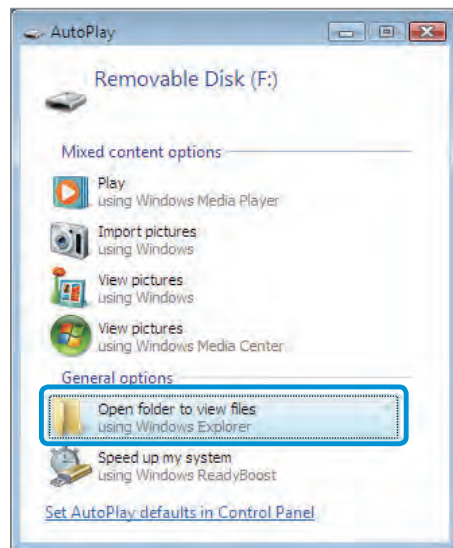 AutoPlay
Removable Disk (F:)
Mixed content options
Play
using Windows Media Player
Import pictures
using Windows
View pictures
using Windows
View pictures
using Windows Media Center
General options
Open folder to view files
using Windows Explorer
Speed up my system
using Windows ReadyBoost
Set AutoPlay defaults in Control Panel